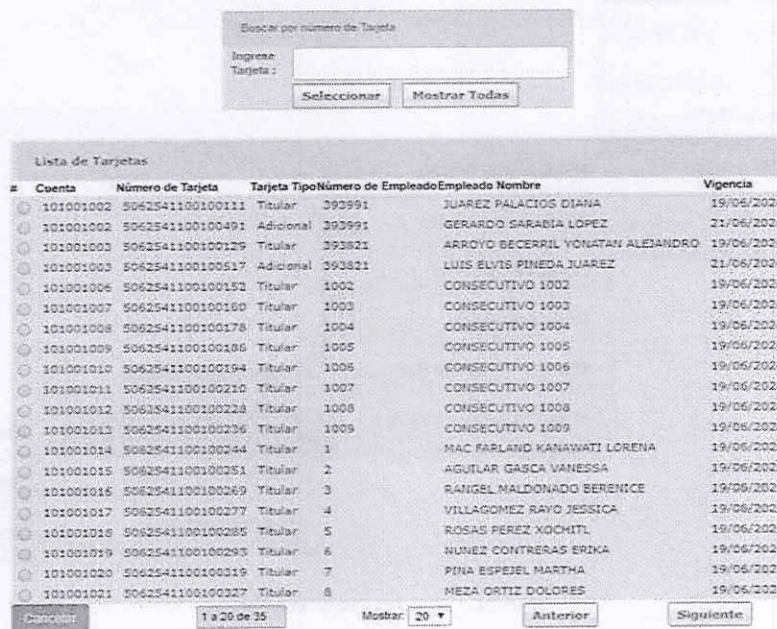 Buscar por número de Tarjeta
Ingrese
Tarjeta :
Seleccionar Mostrar Todas
Lista de Tarjetas
# Cuenta Número de Tarjeta Tarjeta Tipo Número de Empleado Empleado Nombre Vigencia
101001002 5062541100100111 Titular 393991 JUAREZ PALACIOS DIANA 19/06/202
101001002 5062541100100491 Adicional 393991 GERARDO SARABIA LOPEZ 21/06/202
101001003 5062541100100129 Titular 393821 ARROYO BECERRIL YONATAN ALEJANDRO 19/06/202
101001003 5062541100100517 Adicional 393821 LUIS ELVIS PINEDA JUAREZ 21/06/202
101001006 5062541100100152 Titular 1002 CONSECUTIVO 1002 19/06/202
101001007 5062541100100160 Titular 1003 CONSECUTIVO 1003 19/06/202
101001008 5062541100100178 Titular 1004 CONSECUTIVO 1004 19/06/202
101001009 5062541100100186 Titular 1005 CONSECUTIVO 1005 19/06/202
101001010 5062541100100194 Titular 1006 CONSECUTIVO 1006 19/06/202
101001011 5062541100100210 Titular 1007 CONSECUTIVO 1007 19/06/202
101001012 5062541100100228 Titular 1008 CONSECUTIVO 1008 19/06/202
101001013 5062541100100236 Titular 1009 CONSECUTIVO 1009 19/06/202
101001014 5062541100100244 Titular 1 MAC FARLAND KANAWATI LORENA 19/06/202
101001015 5062541100100251 Titular 2 AGUILAR GASCA VANESSA 19/06/202
101001016 5062541100100269 Titular 3 RANGEL MALDONADO BERENICE 19/06/202
101001017 5062541100100277 Titular 4 VILLAGOMEZ RAYO JESSICA 19/06/202
101001018 5062541100100285 Titular 5 ROSAS PEREZ XOCHITL 19/06/202
101001019 5062541100100293 Titular 6 NUNEZ CONTRERAS ERIKA 19/06/202
101001020 5062541100100319 Titular 7 PINA ESPEJEL MARTHA 19/06/202
101001021 5062541100100327 Titular 8 MEZA ORTIZ DOLORES 19/06/202
Cancelar 1 a 20 de 35 Mostrar: 20 Anterior Siguiente